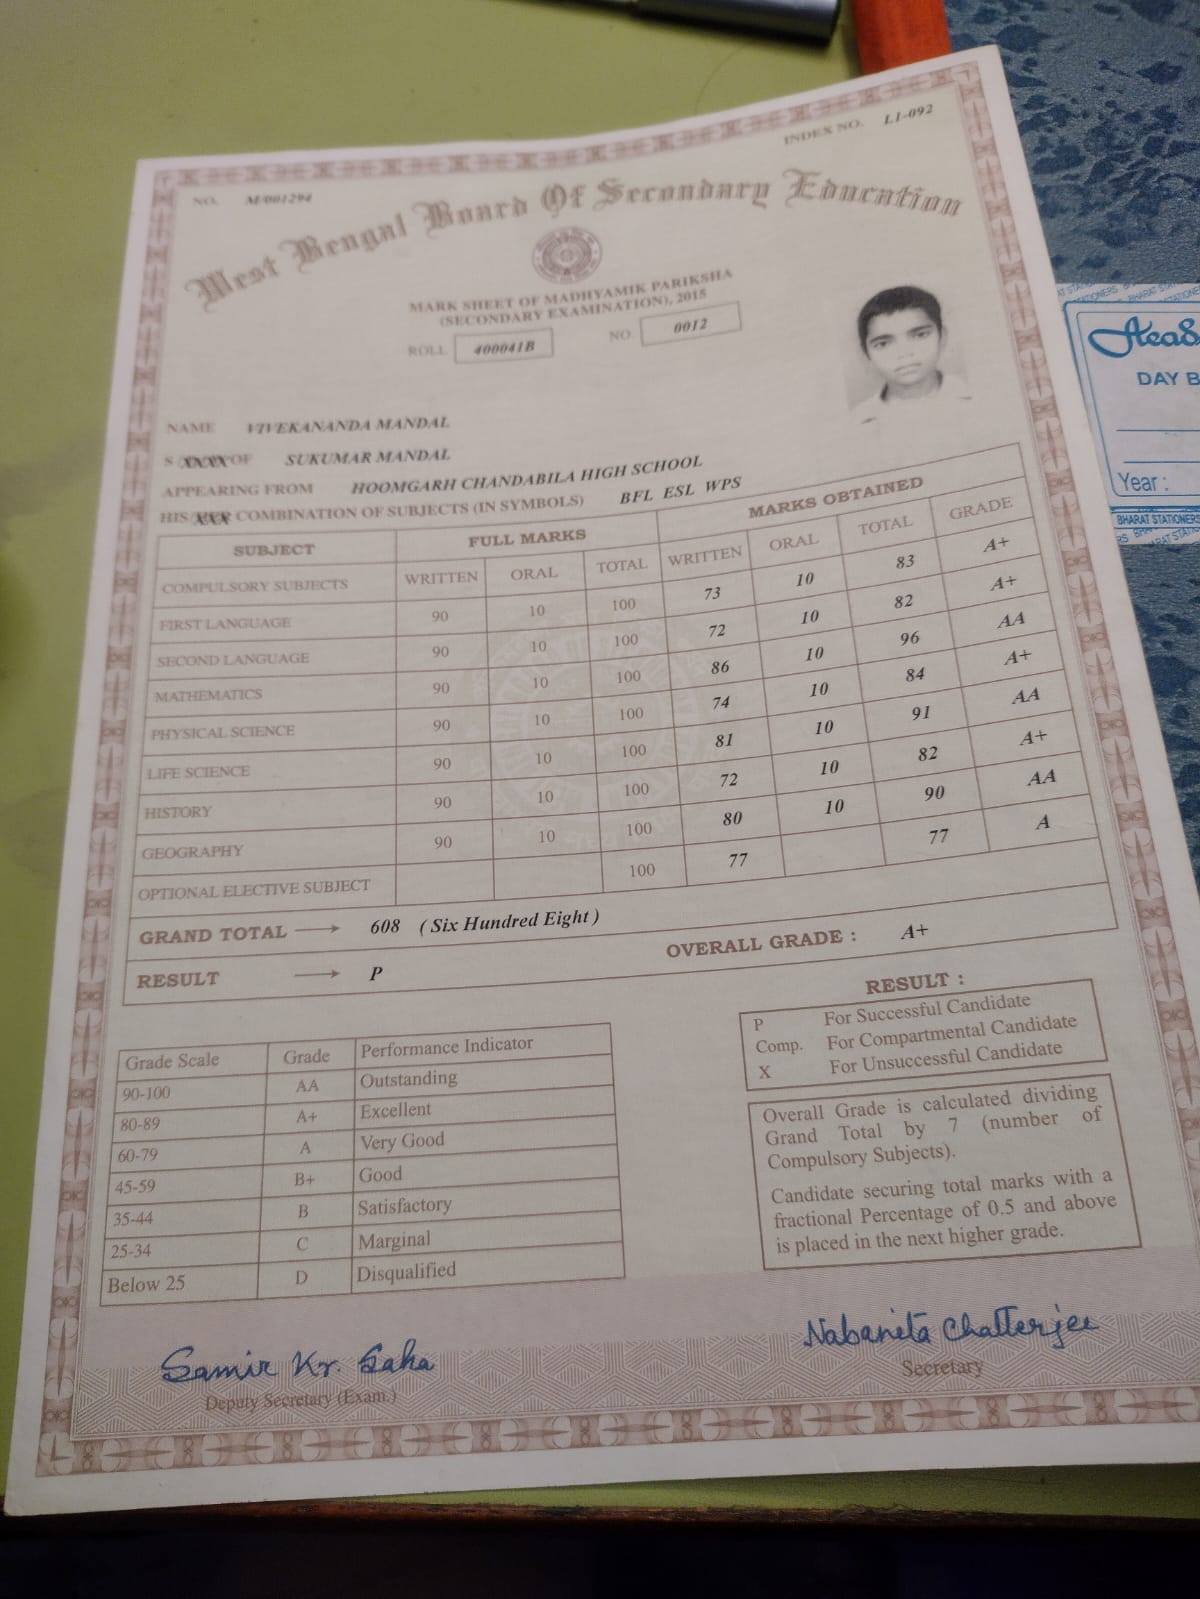 NO. M/001294
INDEX NO. L1-092
West Bengal Board Of Secondary Education
MARK SHEET OF MADHYAMIK PARIKSHA
(SECONDARY EXAMINATION), 2015
ROLL 400041B NO 0012
NAME VIVEKANANDA MANDAL
S/XXXX OF SUKUMAR MANDAL
APPEARING FROM HOOMGARH CHANDABILA HIGH SCHOOL
HIS/ COMBINATION OF SUBJECTS (IN SYMBOLS) BFL ESL WPS
SUBJECT FULL MARKS MARKS OBTAINED
COMPULSORY SUBJECTS WRITTEN ORAL TOTAL WRITTEN ORAL TOTAL GRADE
FIRST LANGUAGE 90 10 100 73 10 83 A+
SECOND LANGUAGE 90 10 100 72 10 82 A+
MATHEMATICS 90 10 100 86 10 96 AA
PHYSICAL SCIENCE 90 10 100 74 10 84 A+
LIFE SCIENCE 90 10 100 81 10 91 AA
HISTORY 90 10 100 72 10 82 A+
GEOGRAPHY 90 10 100 80 10 90 AA
OPTIONAL ELECTIVE SUBJECT 100 77 77 A
GRAND TOTAL → 608 ( Six Hundred Eight )
RESULT → P OVERALL GRADE : A+
Grade Scale Grade Performance Indicator
90-100 AA Outstanding
80-89 A+ Excellent
60-79 A Very Good
45-59 B+ Good
35-44 B Satisfactory
25-34 C Marginal
Below 25 D Disqualified
RESULT :
P For Successful Candidate
Comp. For Compartmental Candidate
X For Unsuccessful Candidate
Overall Grade is calculated dividing
Grand Total by 7 (number of
Compulsory Subjects).
Candidate securing total marks with a
fractional Percentage of 0.5 and above
is placed in the next higher grade.
Samir Kr. Saha
Deputy Secretary (Exam.)
Nabaneeta Chatterjee
Secretary
DAY B
Year :
BHARAT STATIONERS